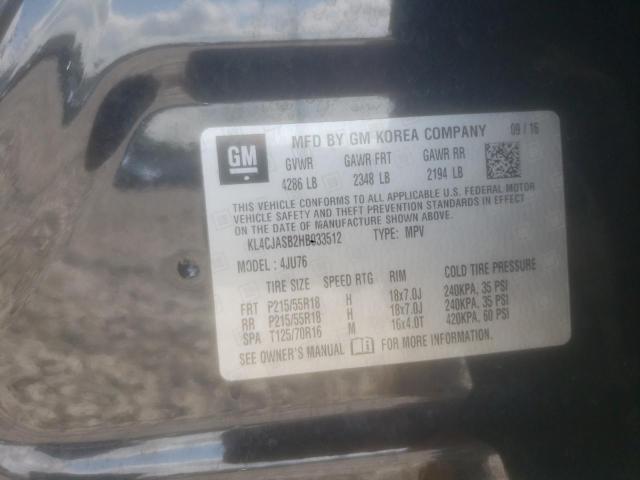 GM
MFD BY GM KOREA COMPANY 09/16
GVWR GAWR FRT GAWR RR
4286 LB 2348 LB 2194 LB
THIS VEHICLE CONFORMS TO ALL APPLICABLE U.S. FEDERAL MOTOR
VEHICLE SAFETY AND THEFT PREVENTION STANDARDS IN EFFECT ON
THE DATE OF MANUFACTURE SHOWN ABOVE.
KL4CJASB2HB033512 TYPE: MPV
MODEL: 4JU76
TIRE SIZE SPEED RTG RIM COLD TIRE PRESSURE
FRT P215/55R18 H 18x7.0J 240KPA, 35 PSI
RR P215/55R18 H 18x7.0J 240KPA, 35 PSI
SPA T125/70R16 M 16x4.0T 420KPA, 60 PSI
SEE OWNER'S MANUAL FOR MORE INFORMATION.